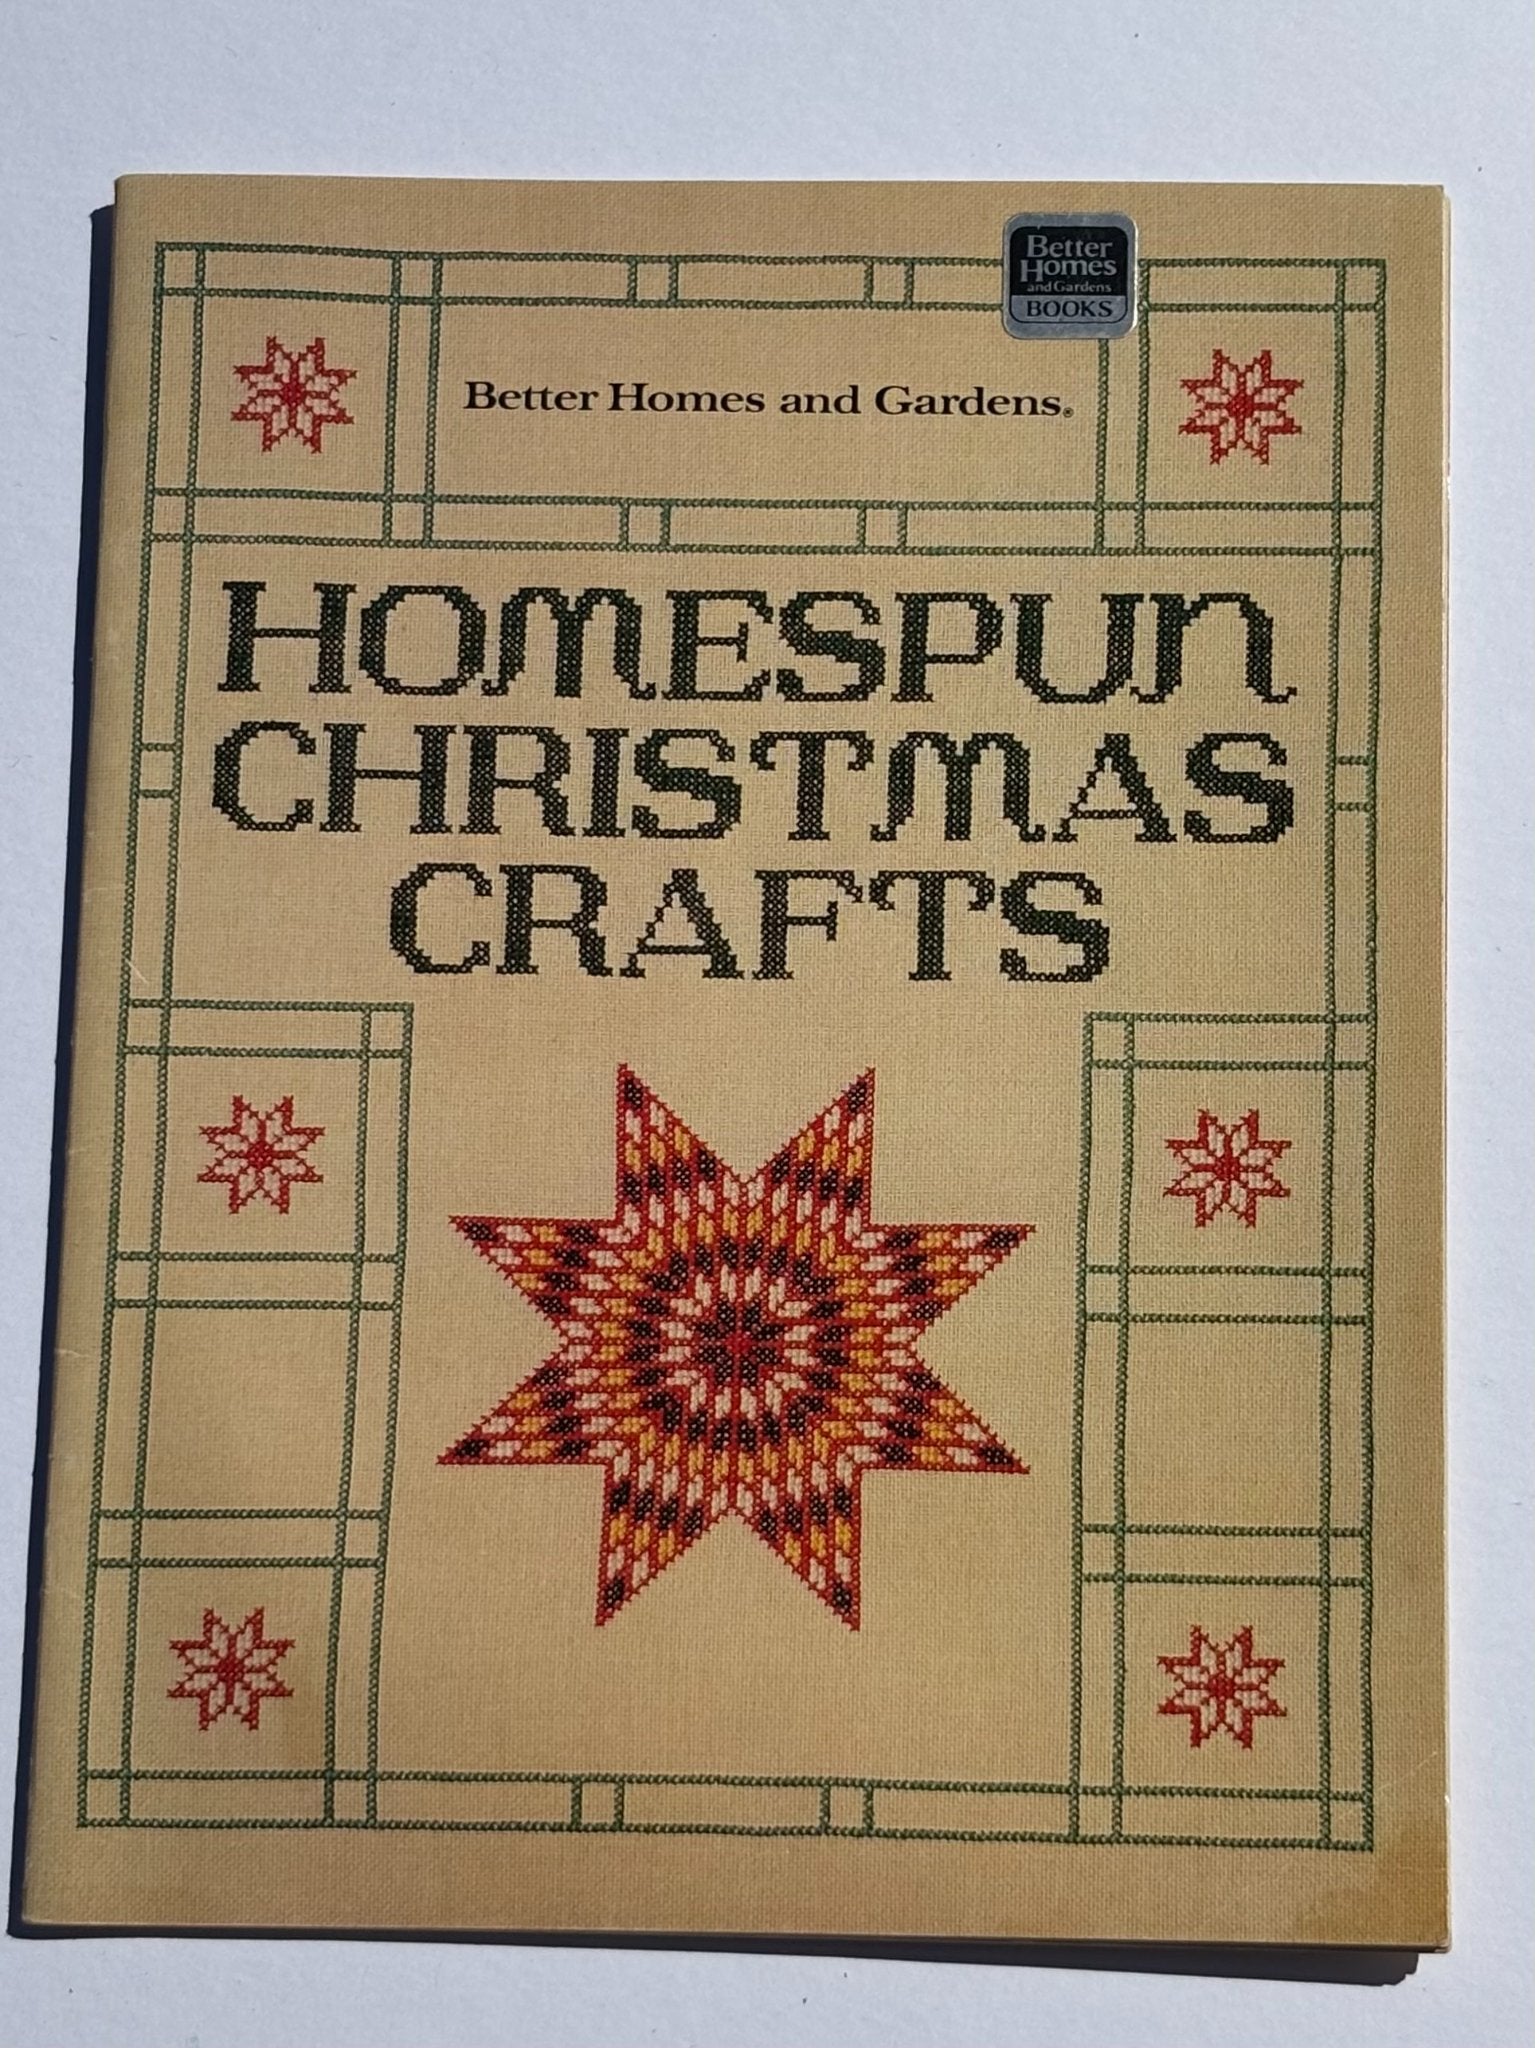 Better
Homes
and Gardens
BOOKS
Better Homes and Gardens®
HOMESPUN
CHRISTMAS
CRAFTS